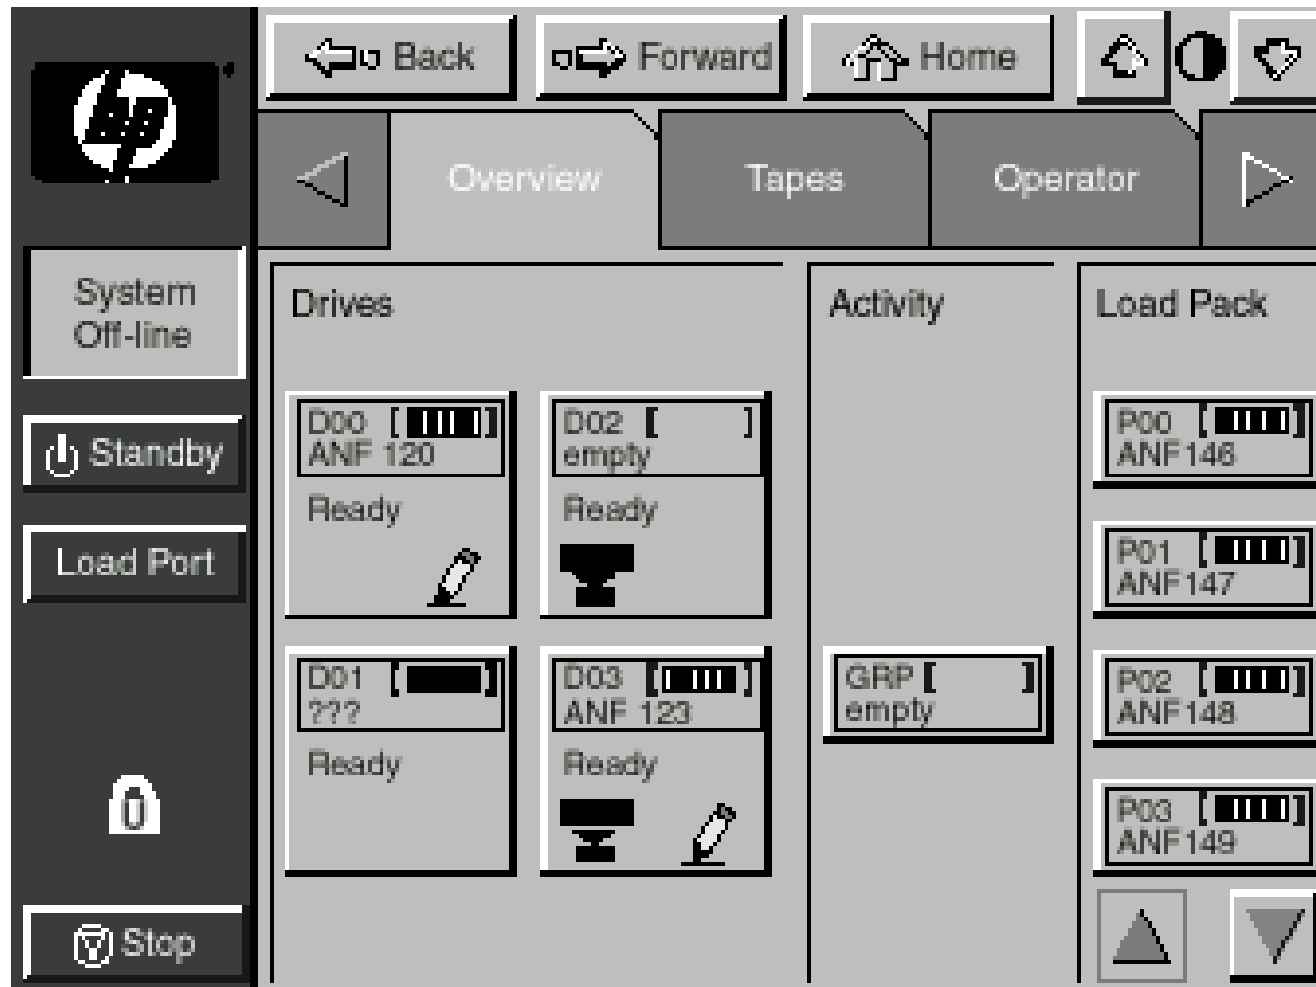 Back
Forward
Home
hp
Overview
Tapes
Operator
System
Off-line
Standby
Load Port
0
Stop
Drives
D00 [ ]
ANF 120
Ready
D02 [ ]
empty
Ready
D01 [ ]
???
Ready
D03 [ ]
ANF 123
Ready
Activity
GRP [ ]
empty
Load Pack
P00 [ ]
ANF146
P01 [ ]
ANF147
P02 [ ]
ANF148
P03 [ ]
ANF149